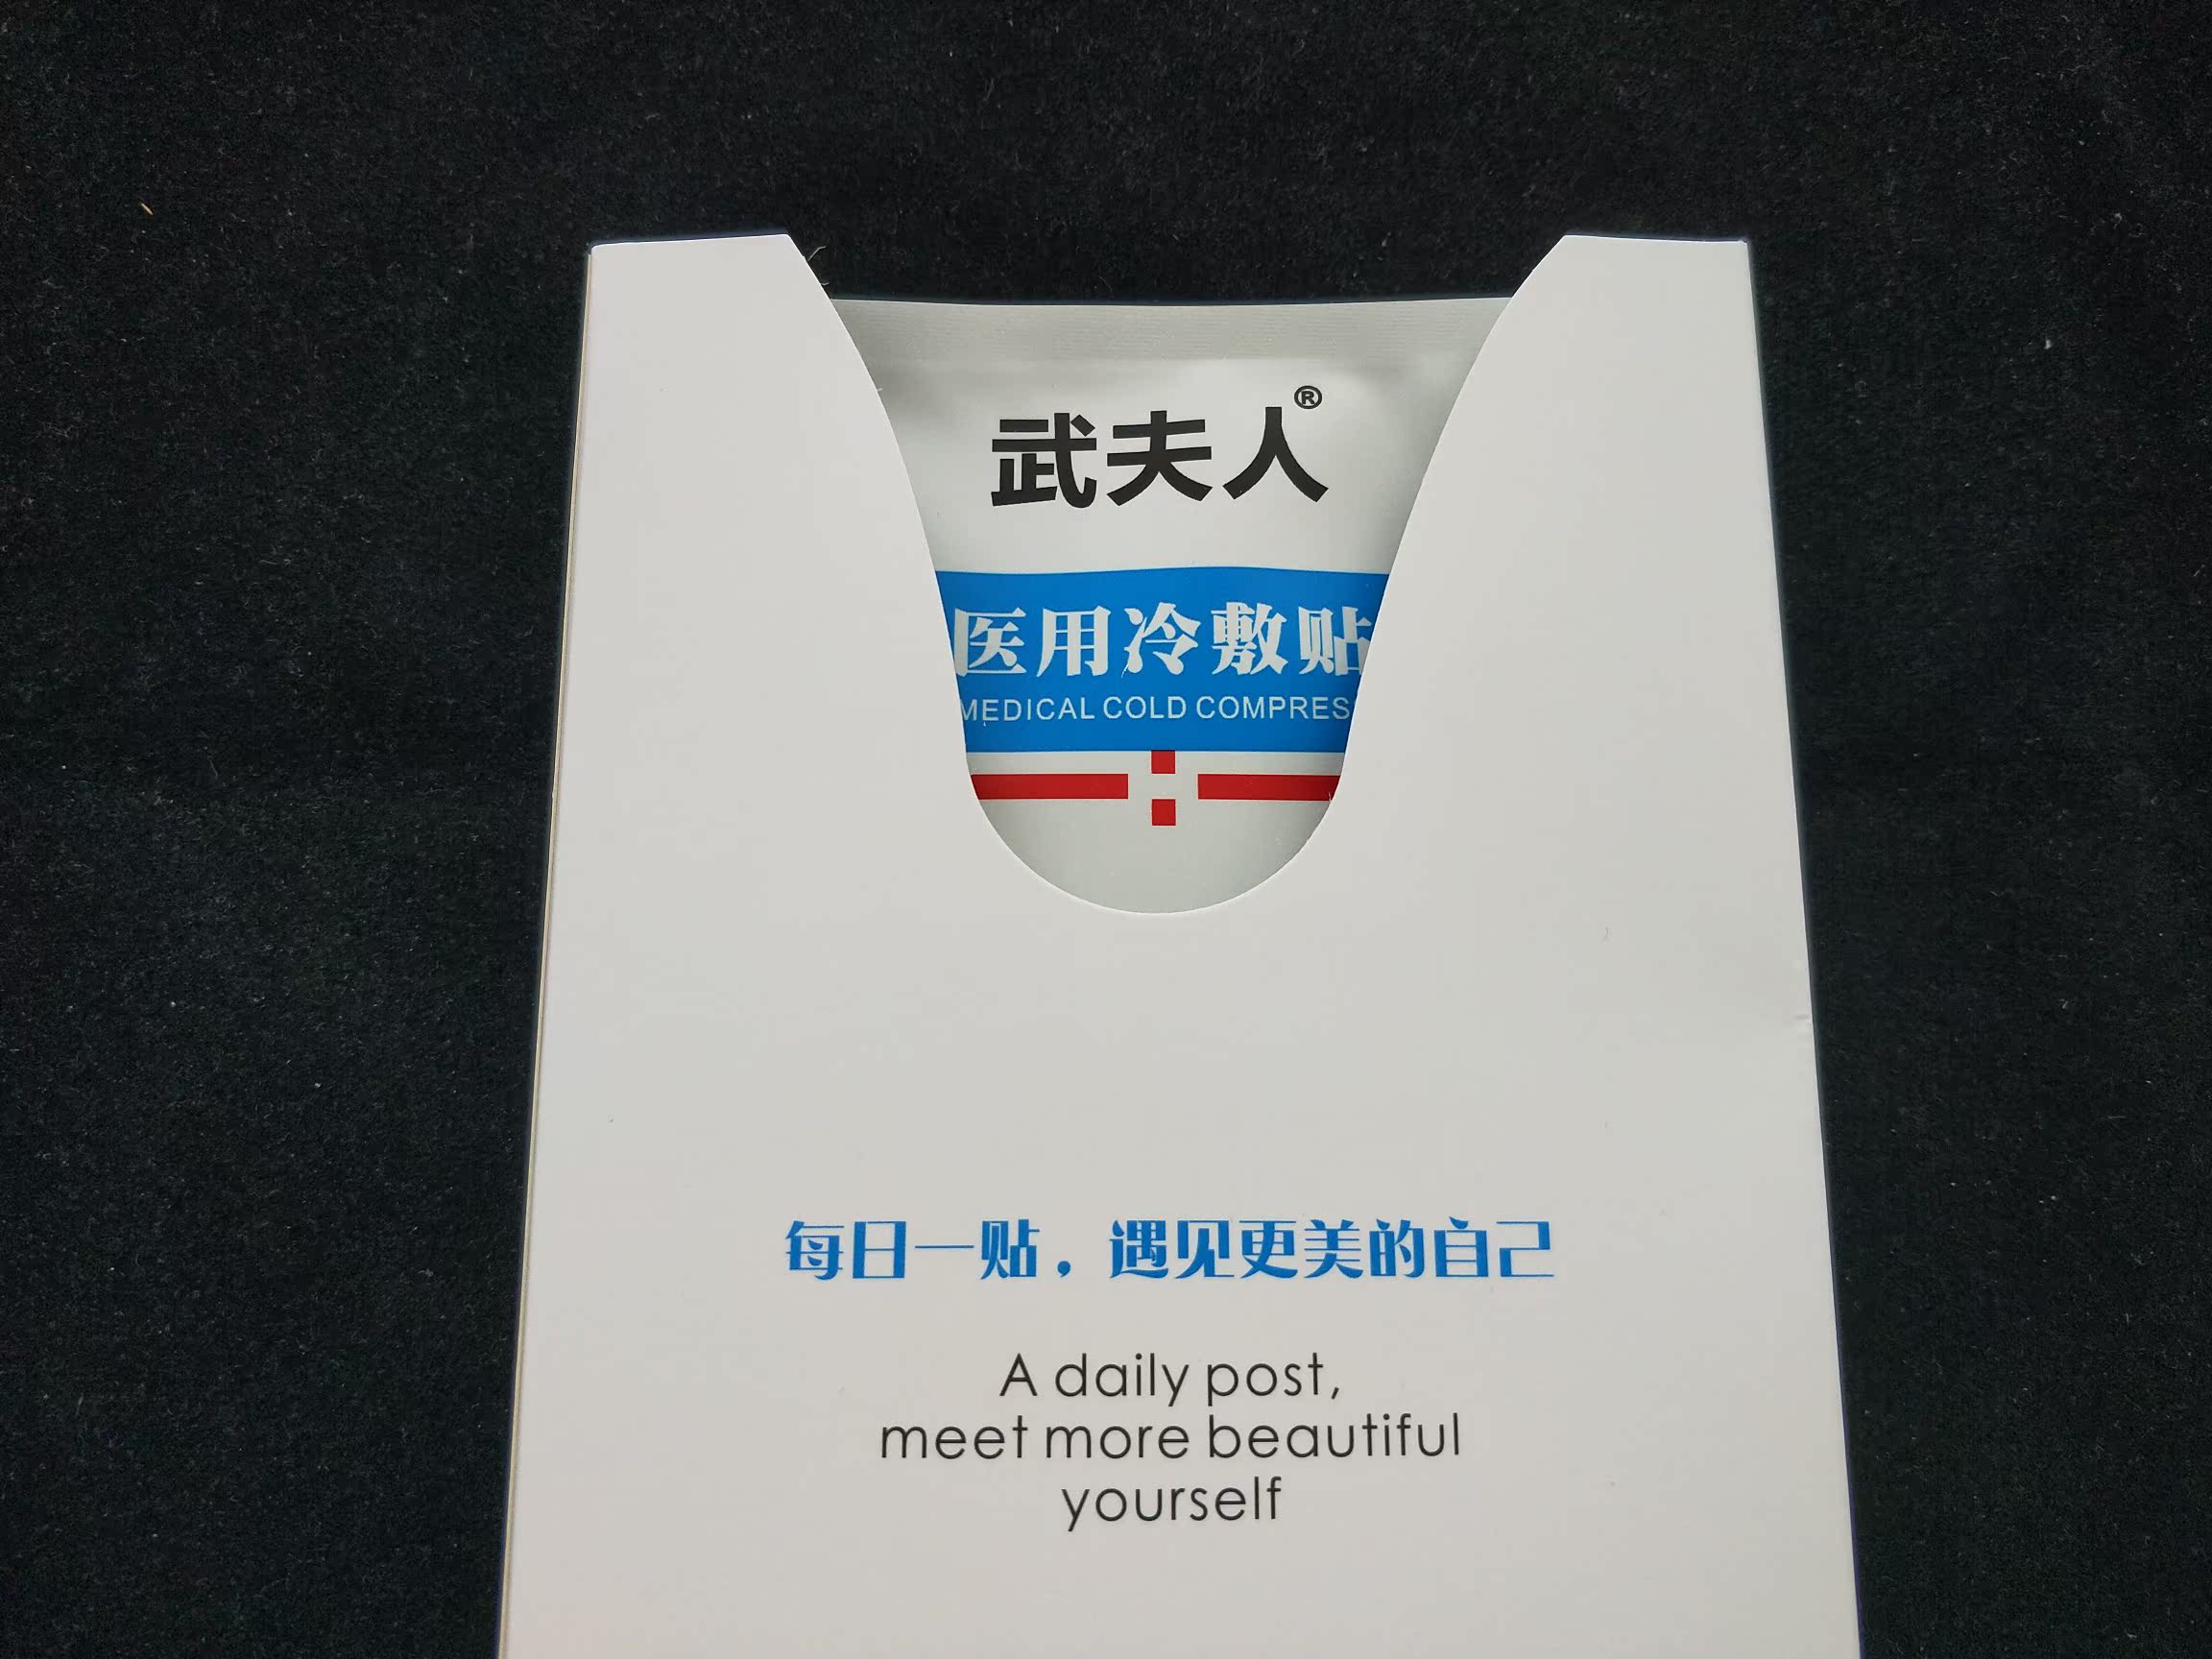 武夫人®
医用冷敷贴
MEDICAL COLD COMPRES
每日一贴，遇见更美的自己
A daily post,
meet more beautiful
yourself